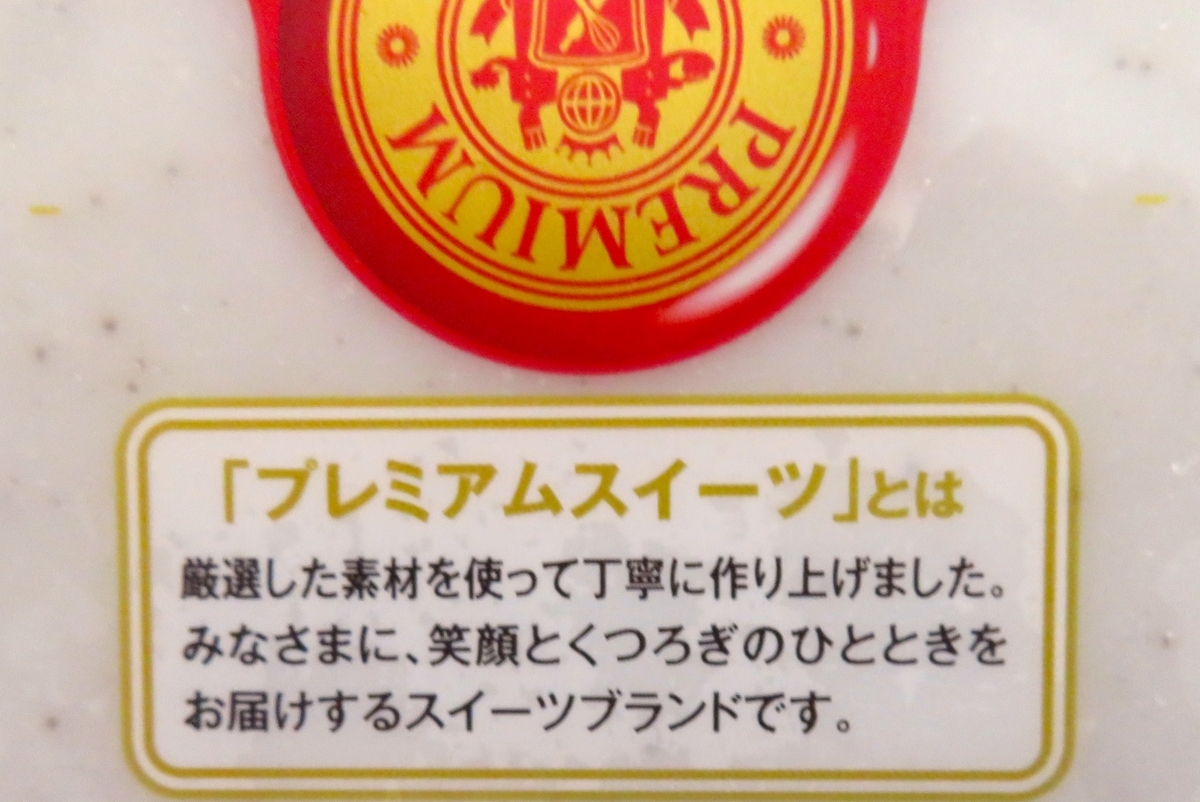 PREMIUM
「プレミアムスイーツ」とは
厳選した素材を使って丁寧に作り上げました。
みなさまに、笑顔とくつろぎのひとときを
お届けするスイーツブランドです。